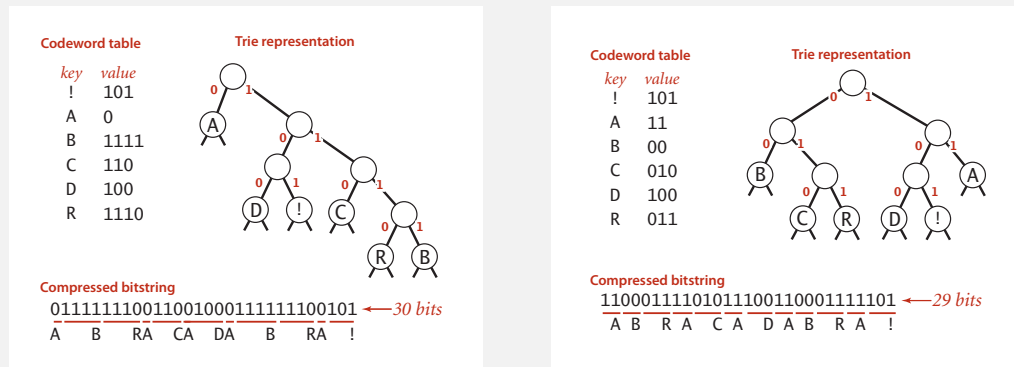 Codeword table
key value
! 101
A 0
B 1111
C 110
D 100
R 1110
Trie representation
0 1
A
0 1
0 1 0 1
D ! C
0 1
R B
Compressed bitstring
011111110011001000111111100101 30 bits
A B RA CA DA B RA !
Codeword table
key value
! 101
A 11
B 00
C 010
D 100
R 011
Trie representation
0 1
0 1 0 1
B A
0 1 0 1
C R D !
Compressed bitstring
11000111101011100110001111101 29 bits
A B R A C A D A B R A !